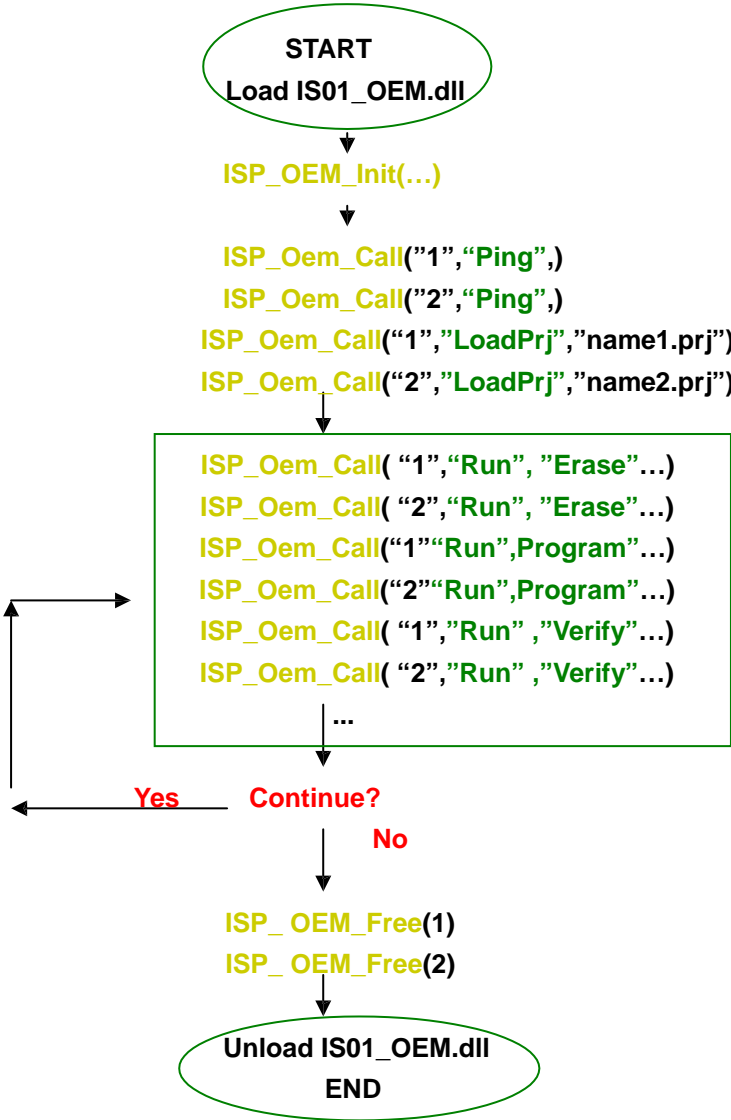 START
Load IS01_OEM.dll
ISP_OEM_Init(…)
ISP_Oem_Call(”1”,“Ping”,)
ISP_Oem_Call(”2”,“Ping”,)
ISP_Oem_Call(“1”,”LoadPrj”,”name1.prj”)
ISP_Oem_Call(“2”,”LoadPrj”,”name2.prj”)
ISP_Oem_Call( “1”,“Run”, ”Erase”…)
ISP_Oem_Call( “2”,“Run”, ”Erase”…)
ISP_Oem_Call(“1”“Run”,Program”…)
ISP_Oem_Call(“2”“Run”,Program”…)
ISP_Oem_Call( “1”,”Run” ,”Verify”…)
ISP_Oem_Call( “2”,”Run” ,”Verify”…)
...
Yes Continue?
No
ISP_ OEM_Free(1)
ISP_ OEM_Free(2)
Unload IS01_OEM.dll
END